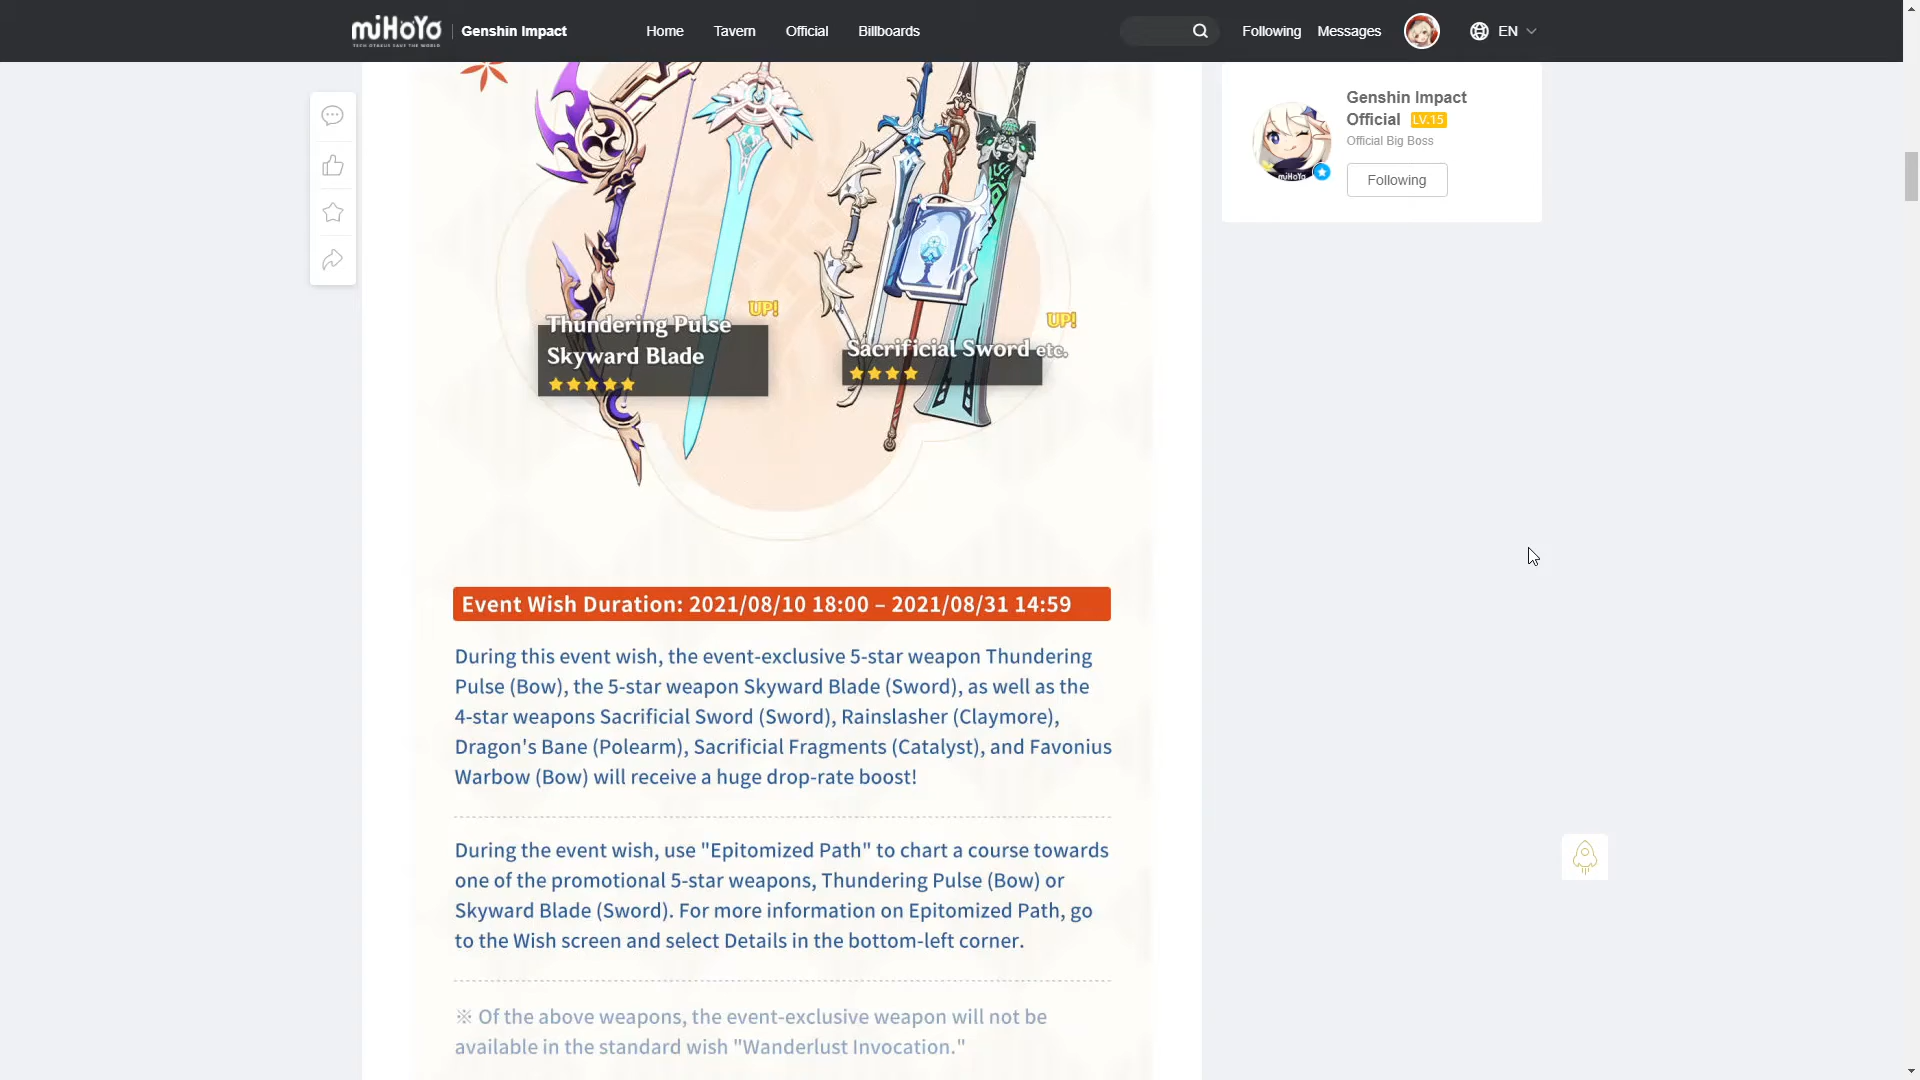 miHoYo
TECH OTAKUS SAVE THE WORLD
Genshin Impact
Home
Tavern
Official
Billboards
Following
Messages
EN
Genshin Impact
Official LV.15
Official Big Boss
miHoYo
Following
UP!
Thundering Pulse
Skyward Blade
UP!
Sacrificial Sword etc.
Event Wish Duration: 2021/08/10 18:00 – 2021/08/31 14:59
During this event wish, the event-exclusive 5-star weapon Thundering
Pulse (Bow), the 5-star weapon Skyward Blade (Sword), as well as the
4-star weapons Sacrificial Sword (Sword), Rainslasher (Claymore),
Dragon's Bane (Polearm), Sacrificial Fragments (Catalyst), and Favonius
Warbow (Bow) will receive a huge drop-rate boost!
During the event wish, use "Epitomized Path" to chart a course towards
one of the promotional 5-star weapons, Thundering Pulse (Bow) or
Skyward Blade (Sword). For more information on Epitomized Path, go
to the Wish screen and select Details in the bottom-left corner.
※ Of the above weapons, the event-exclusive weapon will not be
available in the standard wish "Wanderlust Invocation."